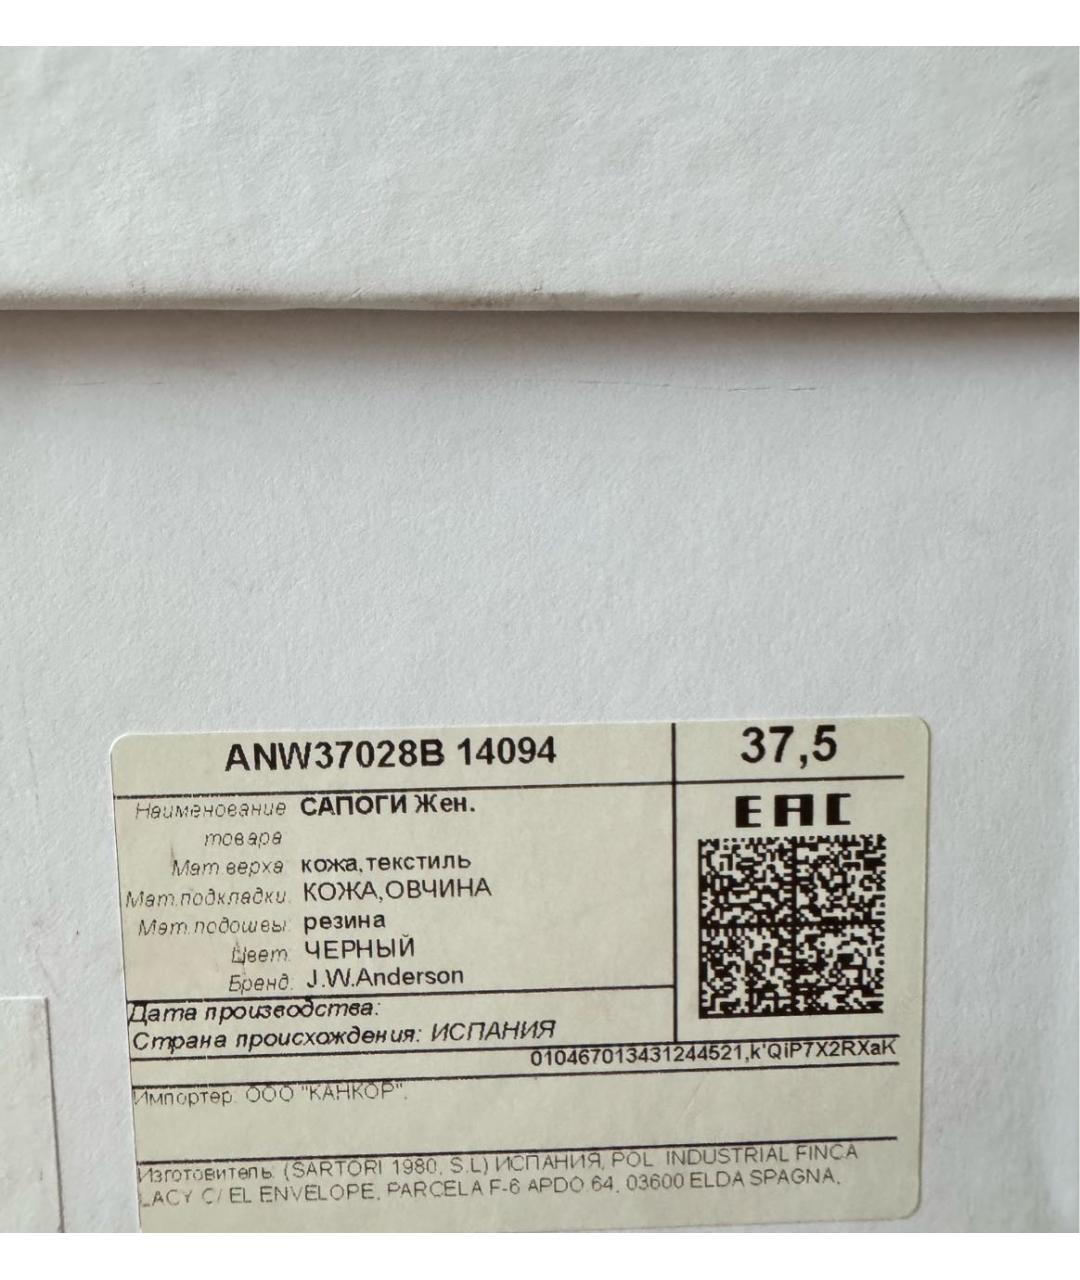 ANW37028B 14094
37,5
Наименование САПОГИ Жен.
товара
EAC
Мат.верха кожа,текстиль
Мат.подкладки. КОЖА,ОВЧИНА
Мат.подошвы: резина
Цвет: ЧЕРНЫЙ
Бренд: J.W.Anderson
Дата производства:
Страна происхождения: ИСПАНИЯ
010467013431244521,k'QiP7X2RXaK
Импортер: ООО "КАНКОР".
Изготовитель: (SARTORI 1980, S.L) ИСПАНИЯ, POL INDUSTRIAL FINCA
LACY C/ EL ENVELOPE, PARCELA F-6 APDO 64, 03600 ELDA SPAGNA,